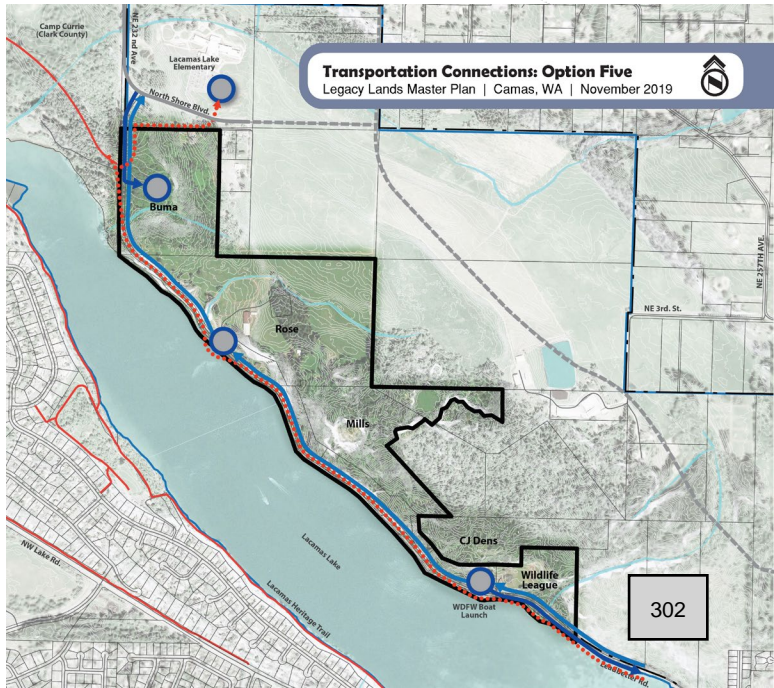 Camp Currie
(Clark County)
NE 232 nd Ave
Lacamas Lake
Elementary
North Shore Blvd.
Transportation Connections: Option Five
Legacy Lands Master Plan | Camas, WA | November 2019
N
Buma
NE 257TH AVE.
NE 3rd. St.
Rose
Mills
CJ Dens
Wildlife
League
WDFW Boat
Launch
Lacamas Lake
NW Lake Rd.
Lacamas Heritage Trail
302
Leadbetter Rd.